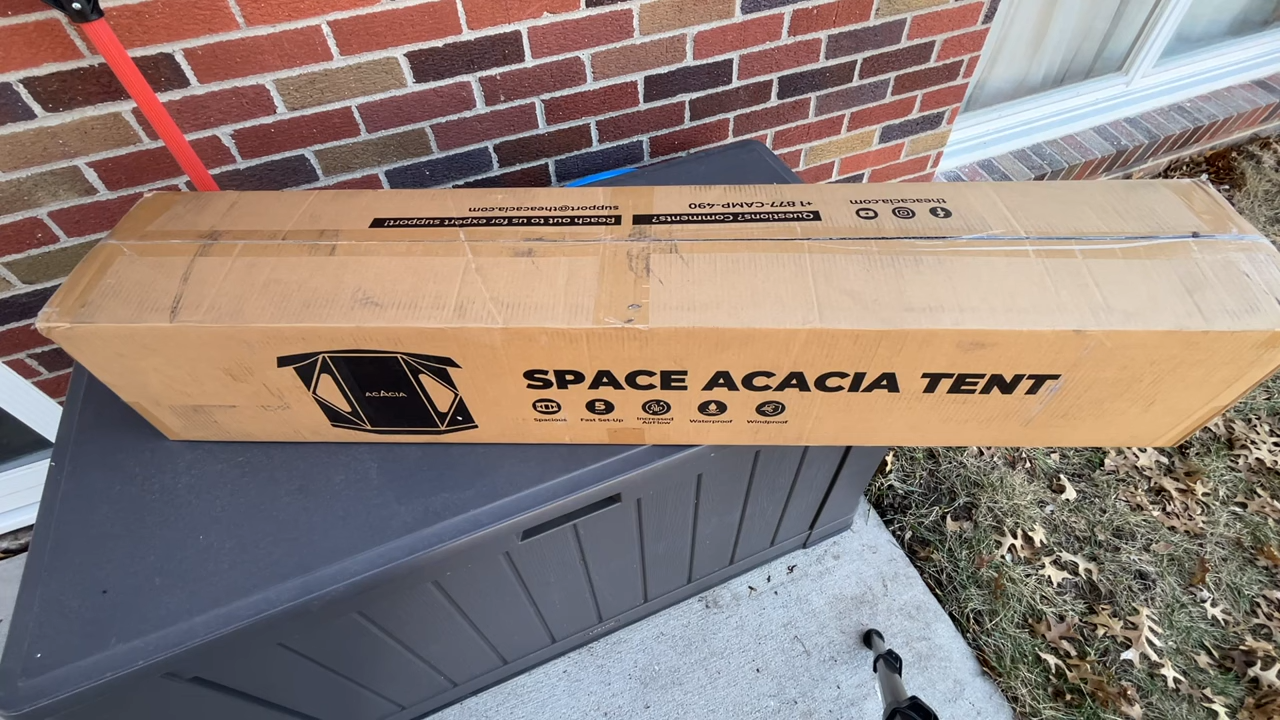 theacacia.com
Questions? Comments?
+1 877-CAMP-490
Reach out to us for expert support!
support@theacacia.com
ACACIA
SPACE ACACIA TENT
Spacious
5
Fast Set-Up
Increased
AirFlow
Waterproof
Windproof